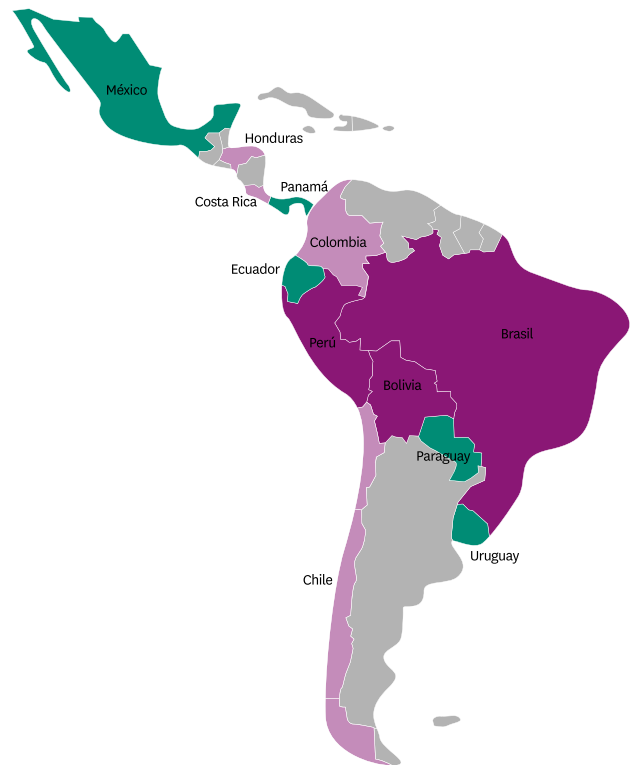 México
Honduras
Panamá
Costa Rica
Colombia
Ecuador
Brasil
Perú
Bolivia
Paraguay
Uruguay
Chile